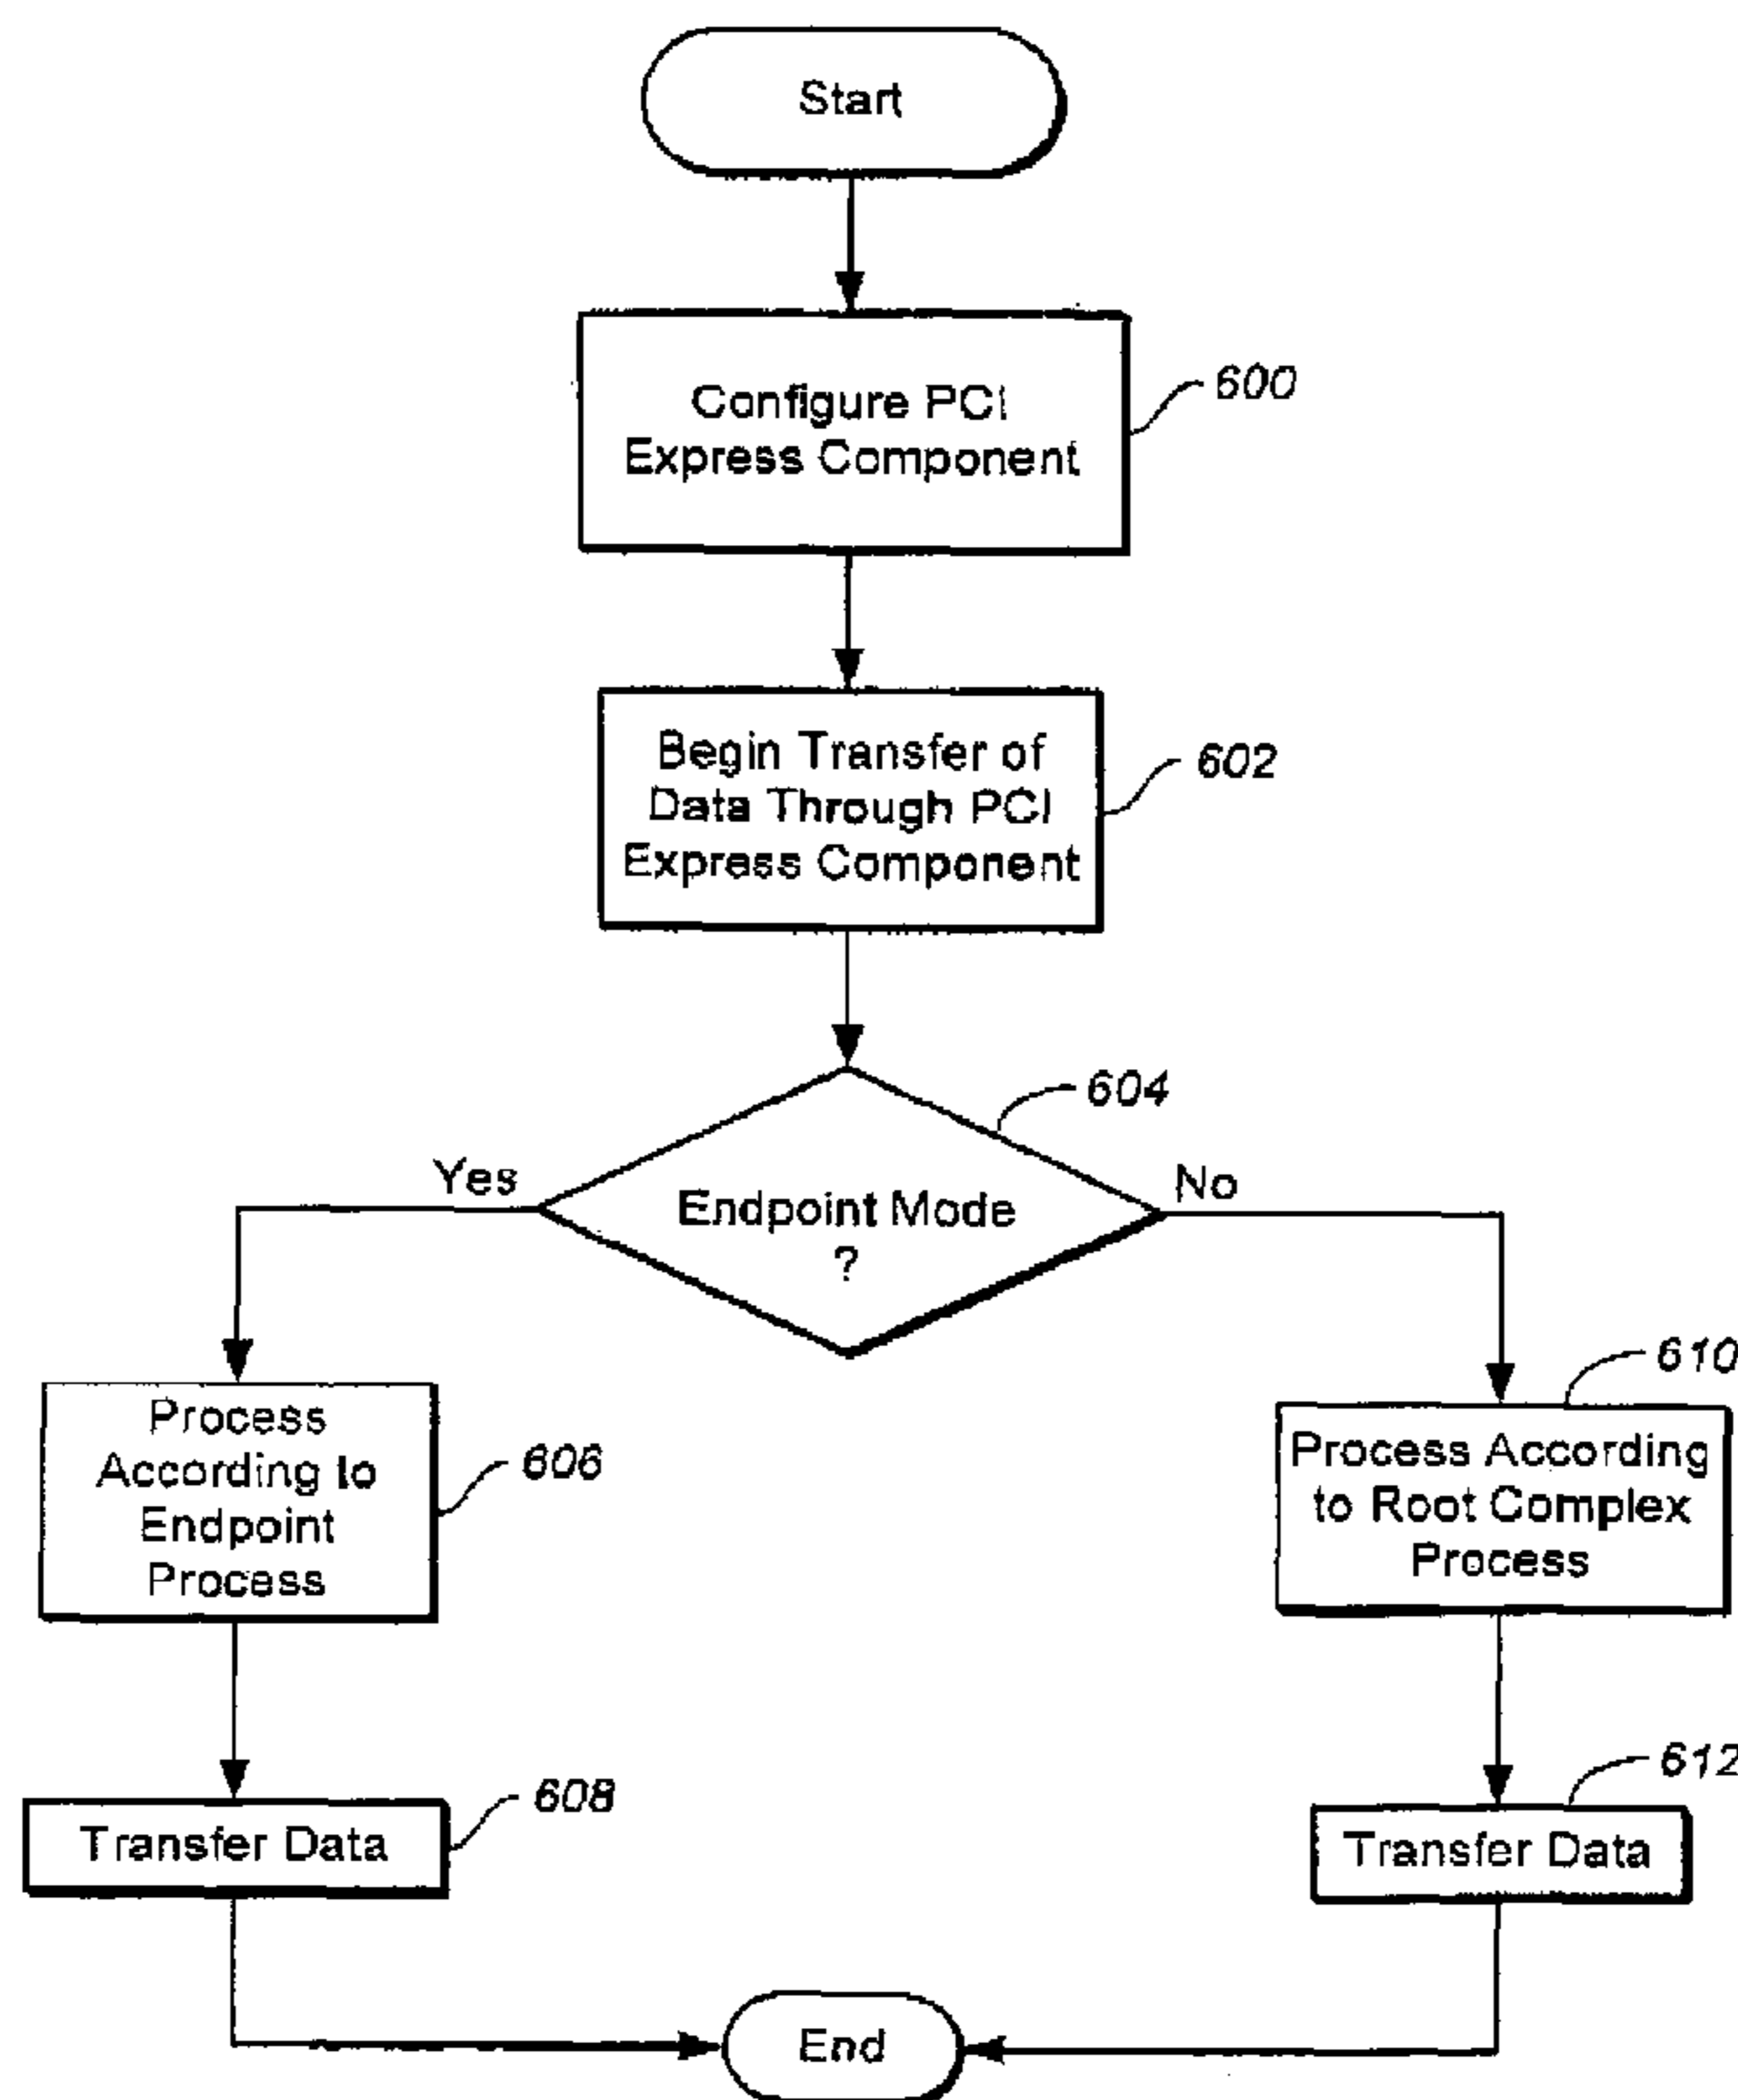 Start
Configure PCI
Express Component
600
Begin Transfer of
Data Through PCI
Express Component
602
604
Yes
Endpoint Mode
?
No
Process
According to
Endpoint
Process
606
610
Process According
to Root Complex
Process
Transfer Data
608
612
Transfer Data
End